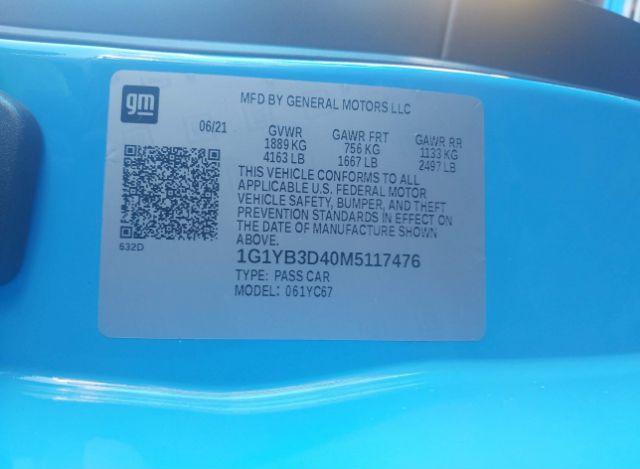 gm
MFD BY GENERAL MOTORS LLC
06/21 GVWR GAWR FRT GAWR RR
1889 KG 756 KG 1133 KG
4163 LB 1667 LB 2497 LB
THIS VEHICLE CONFORMS TO ALL
APPLICABLE U.S. FEDERAL MOTOR
VEHICLE SAFETY, BUMPER, AND THEFT
PREVENTION STANDARDS IN EFFECT ON
THE DATE OF MANUFACTURE SHOWN
ABOVE.
632D
1G1YB3D40M5117476
TYPE: PASS CAR
MODEL: 061YC67